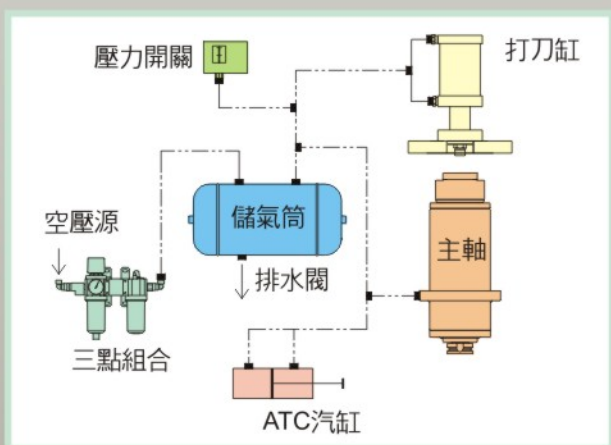 壓力開關
打刀缸
儲氣筒
主軸
空壓源
排水閥
三點組合
ATC汽缸